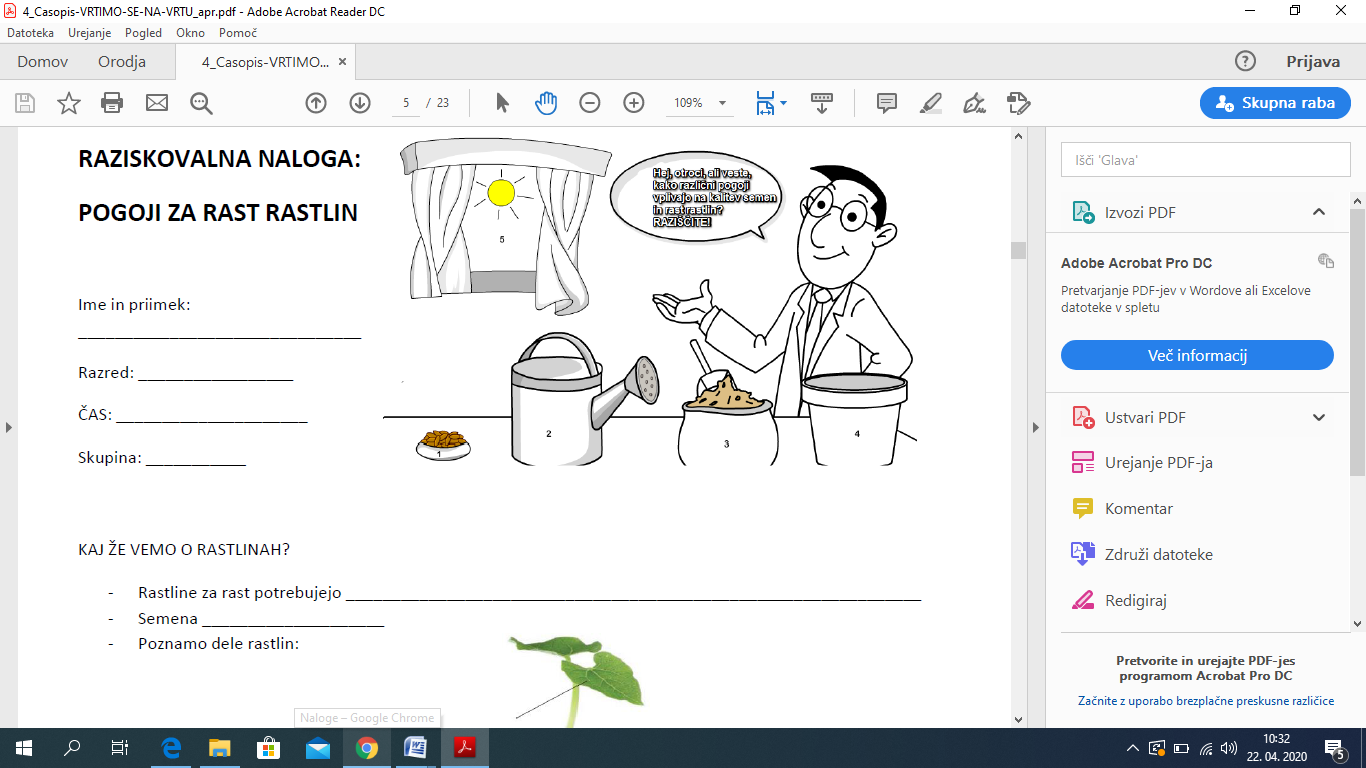 4_Casopis-VRTIMO-SE-NA-VRTU_apr.pdf - Adobe Acrobat Reader DC
Datoteka Urejanje Pogled Okno Pomoč
Domov Orodja 4_Casopis-VRTIMO... × ? Prijava
5 / 23 109% Skupna raba
RAZISKOVALNA NALOGA:
POGOJI ZA RAST RASTLIN
Ime in priimek:
_______________________________
Razred: _________________
ČAS: _____________________
Skupina: ___________
Hej, otroci, ali veste,
kako različni pogoji
vplivajo na kalitev semen
in rast rastlin?
RAZIŠČITE!
5
1
2
3
4
KAJ ŽE VEMO O RASTLINAH?
- Rastline za rast potrebujejo _______________________________________________________________
- Semena ____________________
- Poznamo dele rastlin:
Išči 'Glava'
Izvozi PDF
Adobe Acrobat Pro DC
Pretvarjanje PDF-jev v Wordove ali Excelove
datoteke v spletu
Več informacij
Ustvari PDF
Urejanje PDF-ja
Komentar
Združi datoteke
Redigiraj
Pretvorite in urejajte PDF-jes
programom Acrobat Pro DC
Začnite z uporabo brezplačne preskusne različice
Naloge – Google Chrome
10:32
22. 04. 2020
5